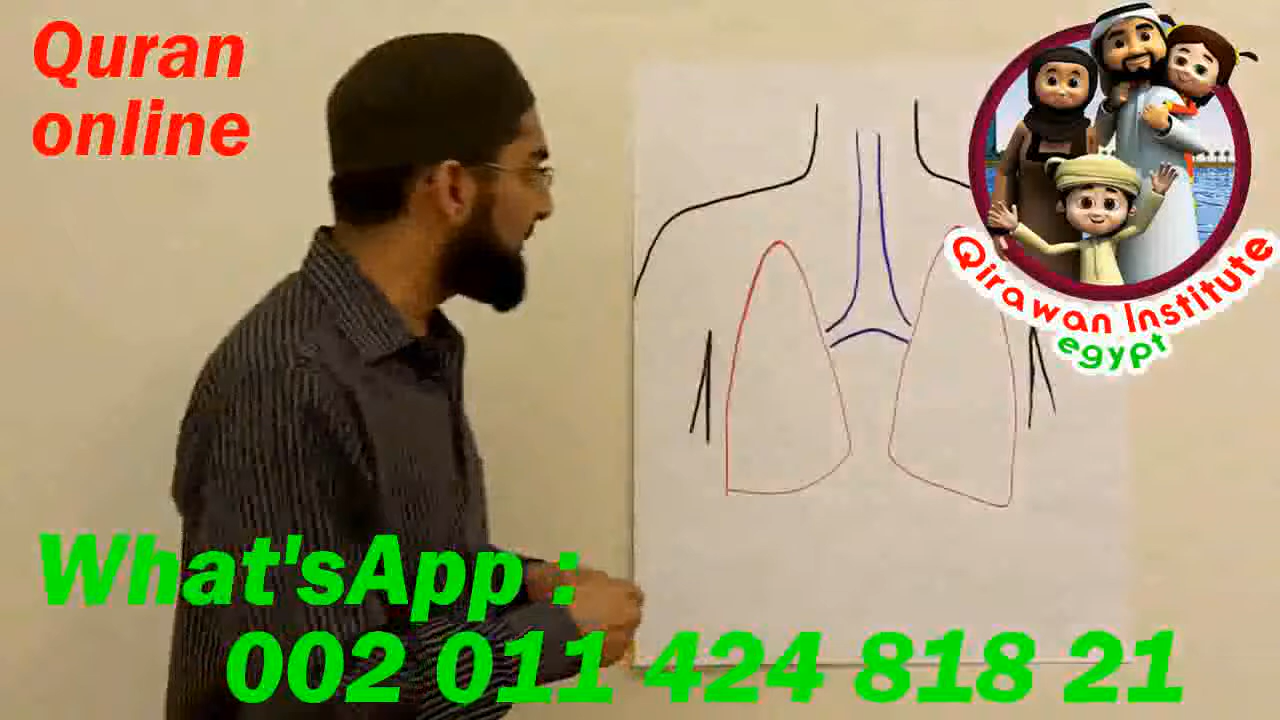 Quran
online
Qirawan Institute
egypt
What'sApp :
002 011 424 818 21